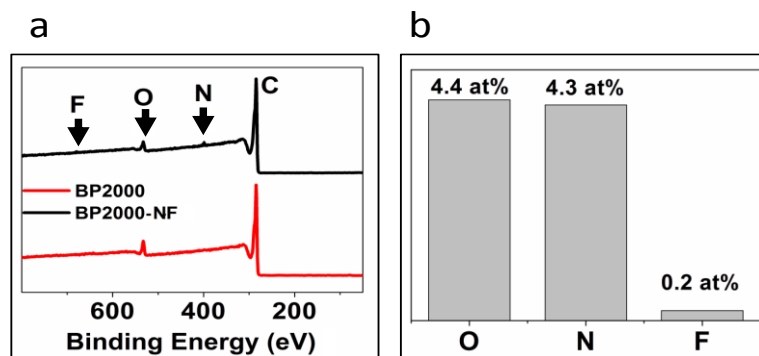 a
F
O
N
C
BP2000
BP2000-NF
600
400
200
Binding Energy (eV)
b
4.4 at%
4.3 at%
0.2 at%
O
N
F